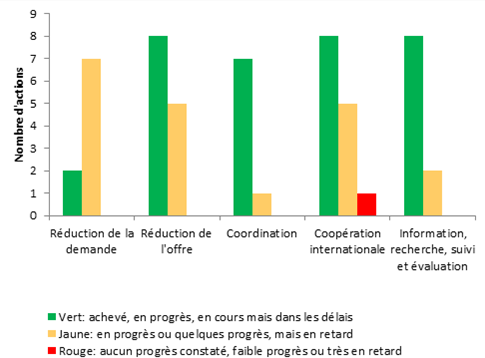 9
8
7
6
5
4
3
2
1
0
Nombre d'actions
Réduction de la demande
Réduction de l'offre
Coordination
Coopération internationale
Information, recherche, suivi et évaluation
Vert: achevé, en progrès, en cours mais dans les délais
Jaune: en progrès ou quelques progrès, mais en retard
Rouge: aucun progrès constaté, faible progrès ou très en retard